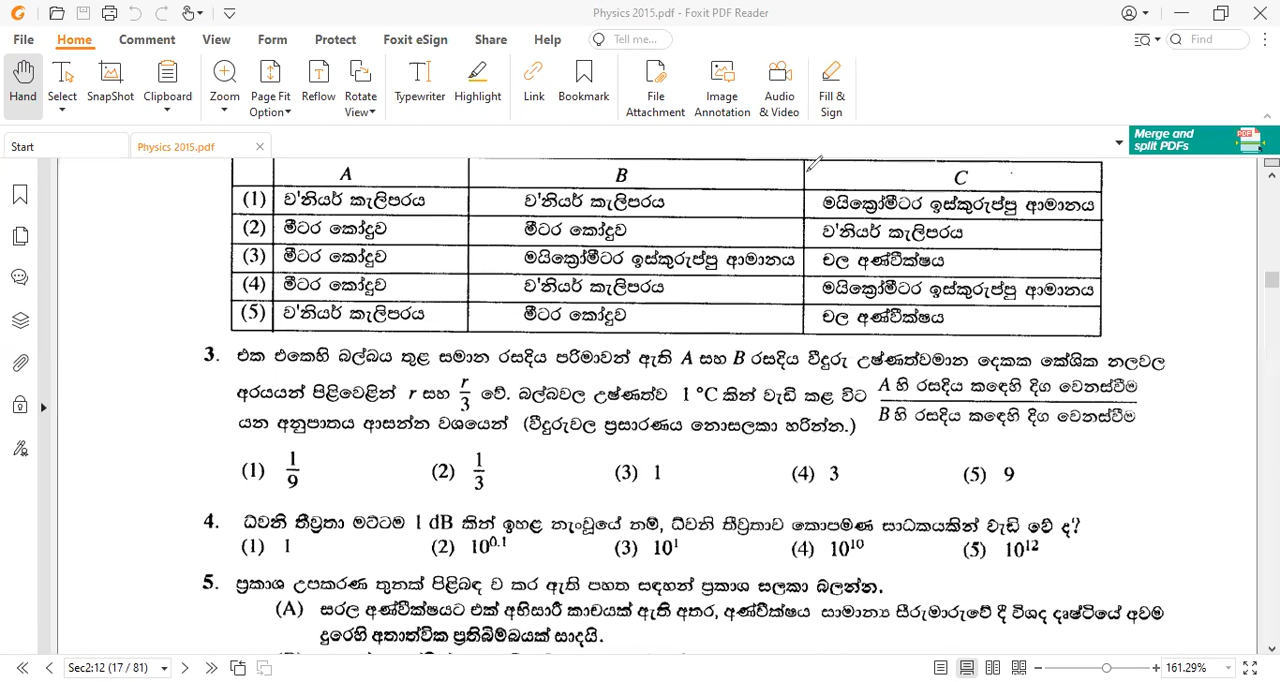 Physics 2015.pdf - Foxit PDF Reader
File Home Comment View Form Protect Foxit eSign Share Help Tell me... Find
Hand Select SnapShot Clipboard Zoom Page Fit Option Reflow Rotate View Typewriter Highlight Link Bookmark File Attachment Image Annotation Audio & Video Fill & Sign
Start Physics 2015.pdf Merge and split PDFs
A B C
(1) ව'නියර් කැලිපරය ව'නියර් කැලිපරය මයික්‍රෝමීටර ඉස්කුරුප්පු ආමානය
(2) මීටර කෝදුව මීටර කෝදුව ව'නියර් කැලිපරය
(3) මීටර කෝදුව මයික්‍රෝමීටර ඉස්කුරුප්පු ආමානය චල අණ්වීක්ෂය
(4) මීටර කෝදුව ව'නියර් කැලිපරය මයික්‍රෝමීටර ඉස්කුරුප්පු ආමානය
(5) ව'නියර් කැලිපරය මීටර කෝදුව චල අණ්වීක්ෂය
3. එක එකෙහි බල්බය තුළ සමාන රසදිය පරිමාවන් ඇති A සහ B රසදිය වීදුරු උෂ්ණත්වමාන දෙකක කේශික නලවල
අරයයන් පිළිවෙළින් r සහ r/3 වේ. බල්බවල උෂ්ණත්ව 1 °C කින් වැඩි කළ විට A හි රසදිය කඳෙහි දිග වෙනස්වීම / B හි රසදිය කඳෙහි දිග වෙනස්වීම
යන අනුපාතය ආසන්න වශයෙන් (වීදුරුවල ප්‍රසාරණය නොසලකා හරින්න.)
(1) 1/9 (2) 1/3 (3) 1 (4) 3 (5) 9
4. ධ්වනි තීව්‍රතා මට්ටම 1 dB කින් ඉහළ නැංවූයේ නම්, ධ්වනි තීව්‍රතාව කොපමණ සාධකයකින් වැඩි වේ ද?
(1) 1 (2) 10^0.1 (3) 10^1 (4) 10^10 (5) 10^12
5. ප්‍රකාශ උපකරණ තුනක් පිළිබඳ ව කර ඇති පහත සඳහන් ප්‍රකාශ සලකා බලන්න.
(A) සරල අණ්වීක්ෂයට එක් අභිසාරී කාචයක් ඇති අතර, අණ්වීක්ෂය සාමාන්‍ය සීරුමාරුවේ දී විශද දෘෂ්ටියේ අවම
දුරෙහි අතාත්වික ප්‍රතිබිම්බයක් සාදයි.
Sec2:12 (17 / 81) 161.29%